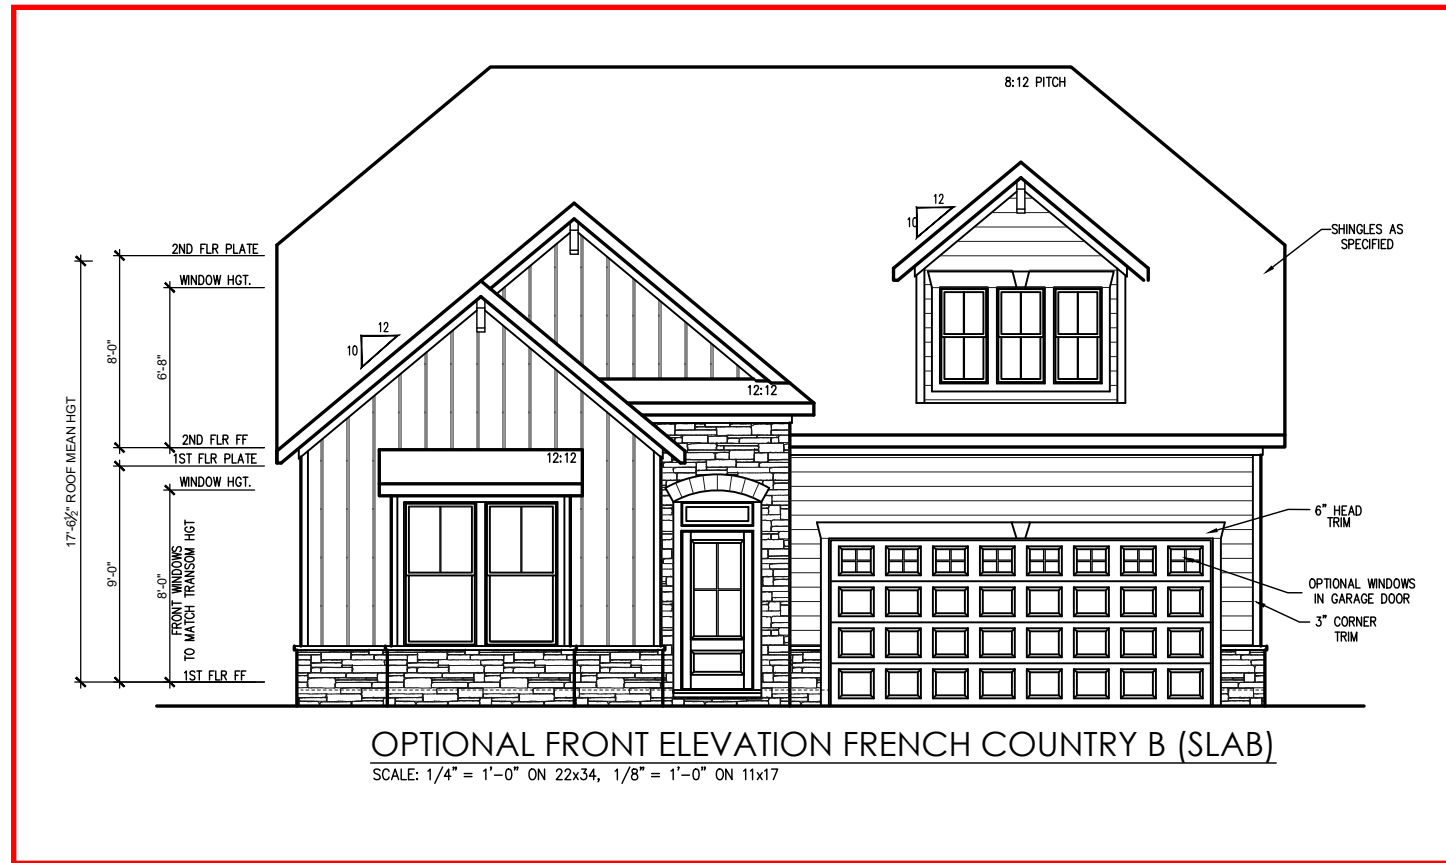 8:12 PITCH
12
10
SHINGLES AS
SPECIFIED
2ND FLR PLATE
WINDOW HGT.
12
10
8'-0"
6'-8"
17'-6½" ROOF MEAN HGT
12:12
2ND FLR FF
1ST FLR PLATE
12:12
WINDOW HGT.
6" HEAD
TRIM
9'-0"
8'-0"
FRONT WINDOWS
TO MATCH TRANSOM HGT
OPTIONAL WINDOWS
IN GARAGE DOOR
3" CORNER
TRIM
1ST FLR FF
OPTIONAL FRONT ELEVATION FRENCH COUNTRY B (SLAB)
SCALE: 1/4" = 1'-0" ON 22x34, 1/8" = 1'-0" ON 11x17